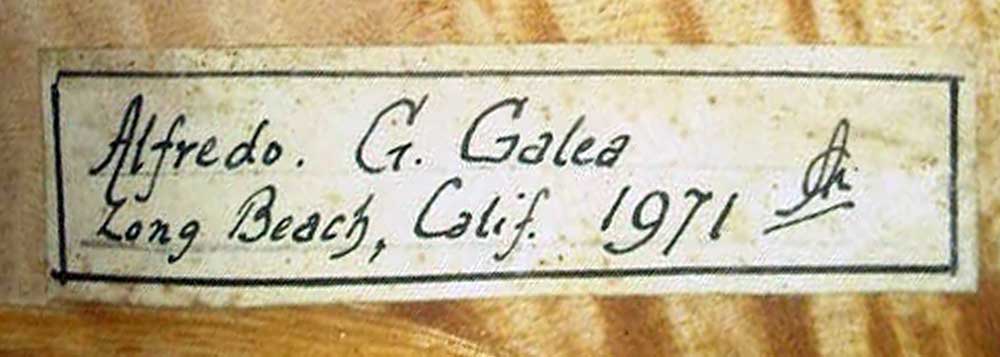 Alfredo. G. Galea
Long Beach, Calif. 1971